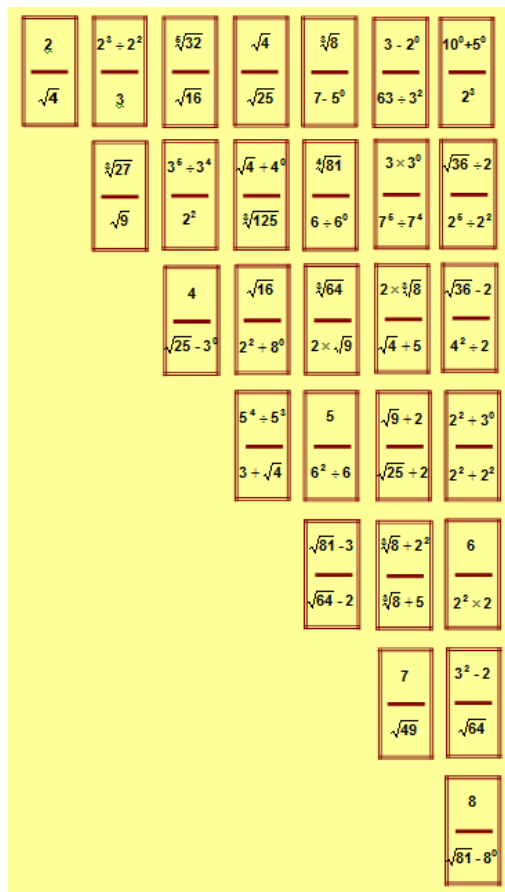 2 2³ ÷ 2² ⁵√32 √4 ³√8 3 - 2⁰ 10⁰+5⁰
√4 3 √16 √25 7- 5⁰ 63 ÷ 3² 2³
³√27 3⁵ ÷3⁴ √4 + 4⁰ ⁴√81 3 × 3⁰ √36 ÷ 2
√9 2² ³√125 6 ÷ 6⁰ 7⁵ ÷ 7⁴ 2⁵ ÷ 2²
4 √16 ³√64 2 × ³√8 √36 - 2
√25 - 3⁰ 2² + 8⁰ 2 × √9 √4 + 5 4² ÷ 2
5⁴ ÷ 5³ 5 √9 + 2 2² + 3⁰
3 + √4 6² ÷ 6 √25 + 2 2² + 2²
√81 - 3 ³√8 + 2² 6
√64 - 2 ³√8 + 5 2² × 2
7 3² - 2
√49 √64
8
√81 - 8⁰